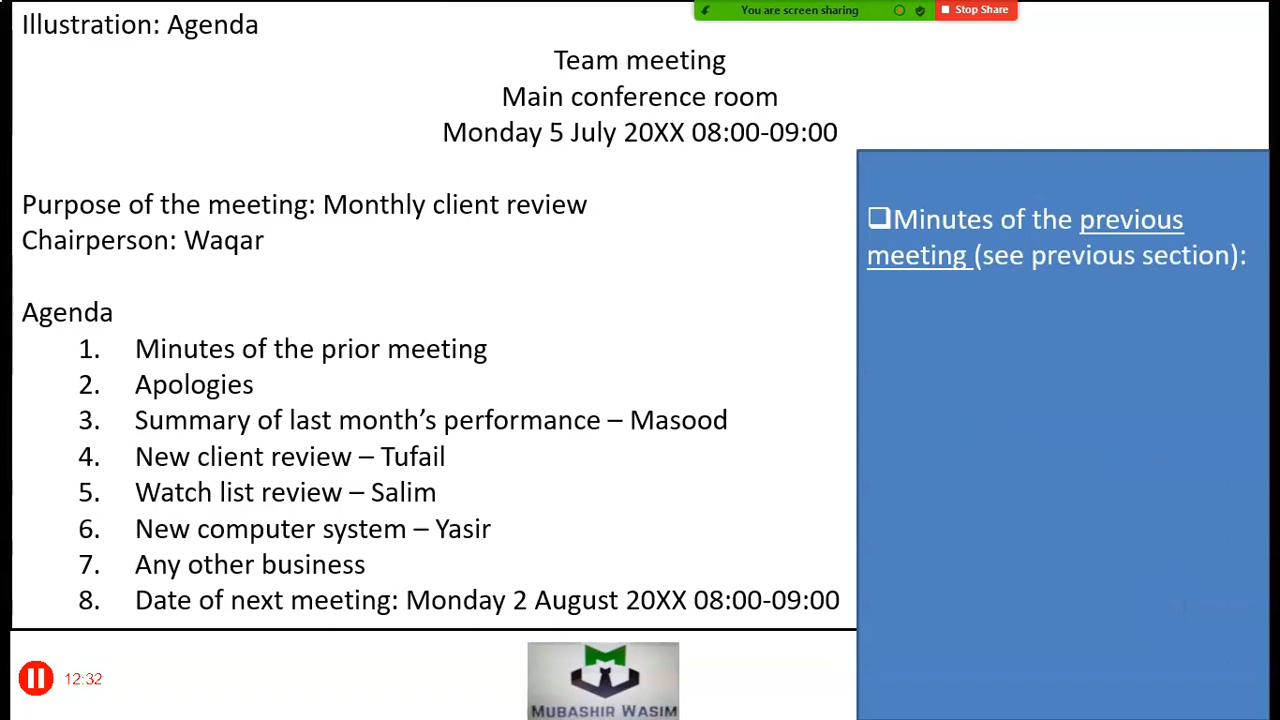 Illustration: Agenda
You are screen sharing
Stop Share
Team meeting
Main conference room
Monday 5 July 20XX 08:00-09:00
Purpose of the meeting: Monthly client review
Chairperson: Waqar
Agenda
1. Minutes of the prior meeting
2. Apologies
3. Summary of last month’s performance – Masood
4. New client review – Tufail
5. Watch list review – Salim
6. New computer system – Yasir
7. Any other business
8. Date of next meeting: Monday 2 August 20XX 08:00-09:00
❑Minutes of the previous
meeting (see previous section):
12:32
MUBASHIR WASIM